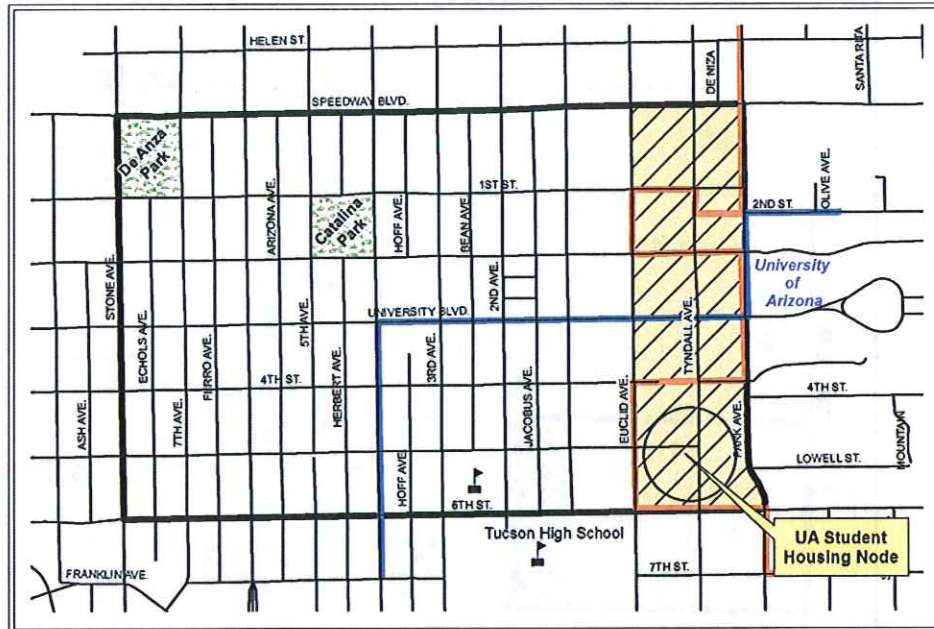 HELEN ST.
DE NIZA
SANTA RITA
SPEEDWAY BLVD.
De Anza
Park
1ST ST.
2ND ST.
OLIVE AVE.
ARIZONA AVE.
Catalina
Park
HOFF AVE.
BEAN AVE
University
of
Arizona
STONE AVE.
2ND AVE.
UNIVERSITY BLVD.
ECHOLS AVE.
FERRO AVE.
5TH AVE.
TYNDALL AVE.
4TH ST.
HERBERT AVE.
3RD AVE.
4TH ST.
ASH AVE.
7TH AVE.
JACOBUS AVE.
EUCLID AVE.
PARK AVE.
MOUNTAIN
LOWELL ST.
HOFF AVE.
6TH ST.
Tucson High School
UA Student
Housing Node
FRANKLIN AVE.
7TH ST.